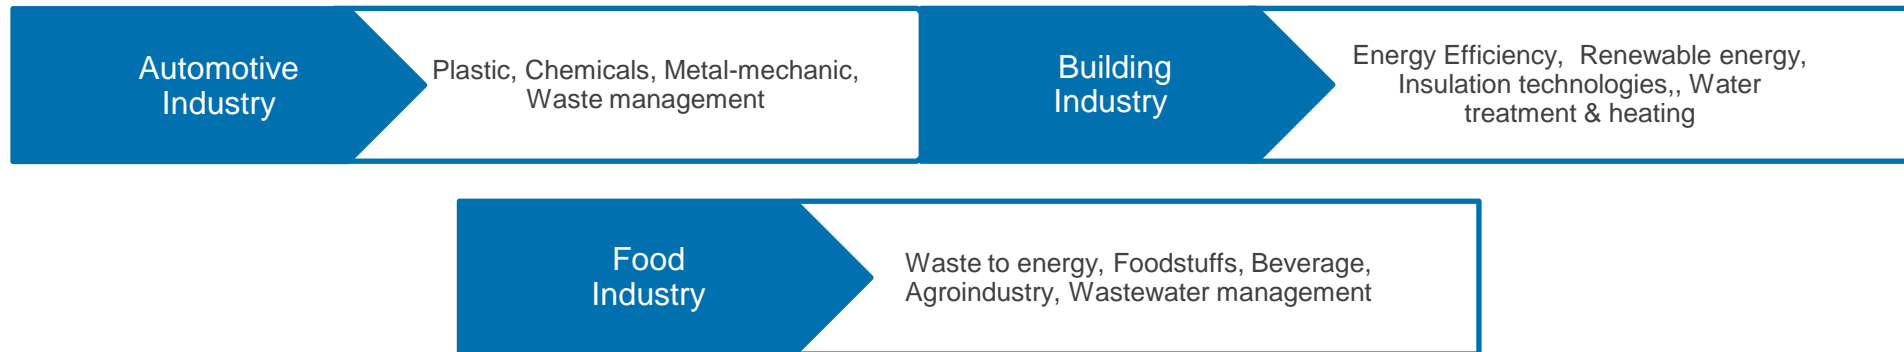 Automotive
Industry
Plastic, Chemicals, Metal-mechanic,
Waste management
Building
Industry
Energy Efficiency,  Renewable energy,
Insulation technologies,, Water
treatment & heating
Food
Industry
Waste to energy, Foodstuffs, Beverage,
Agroindustry, Wastewater management